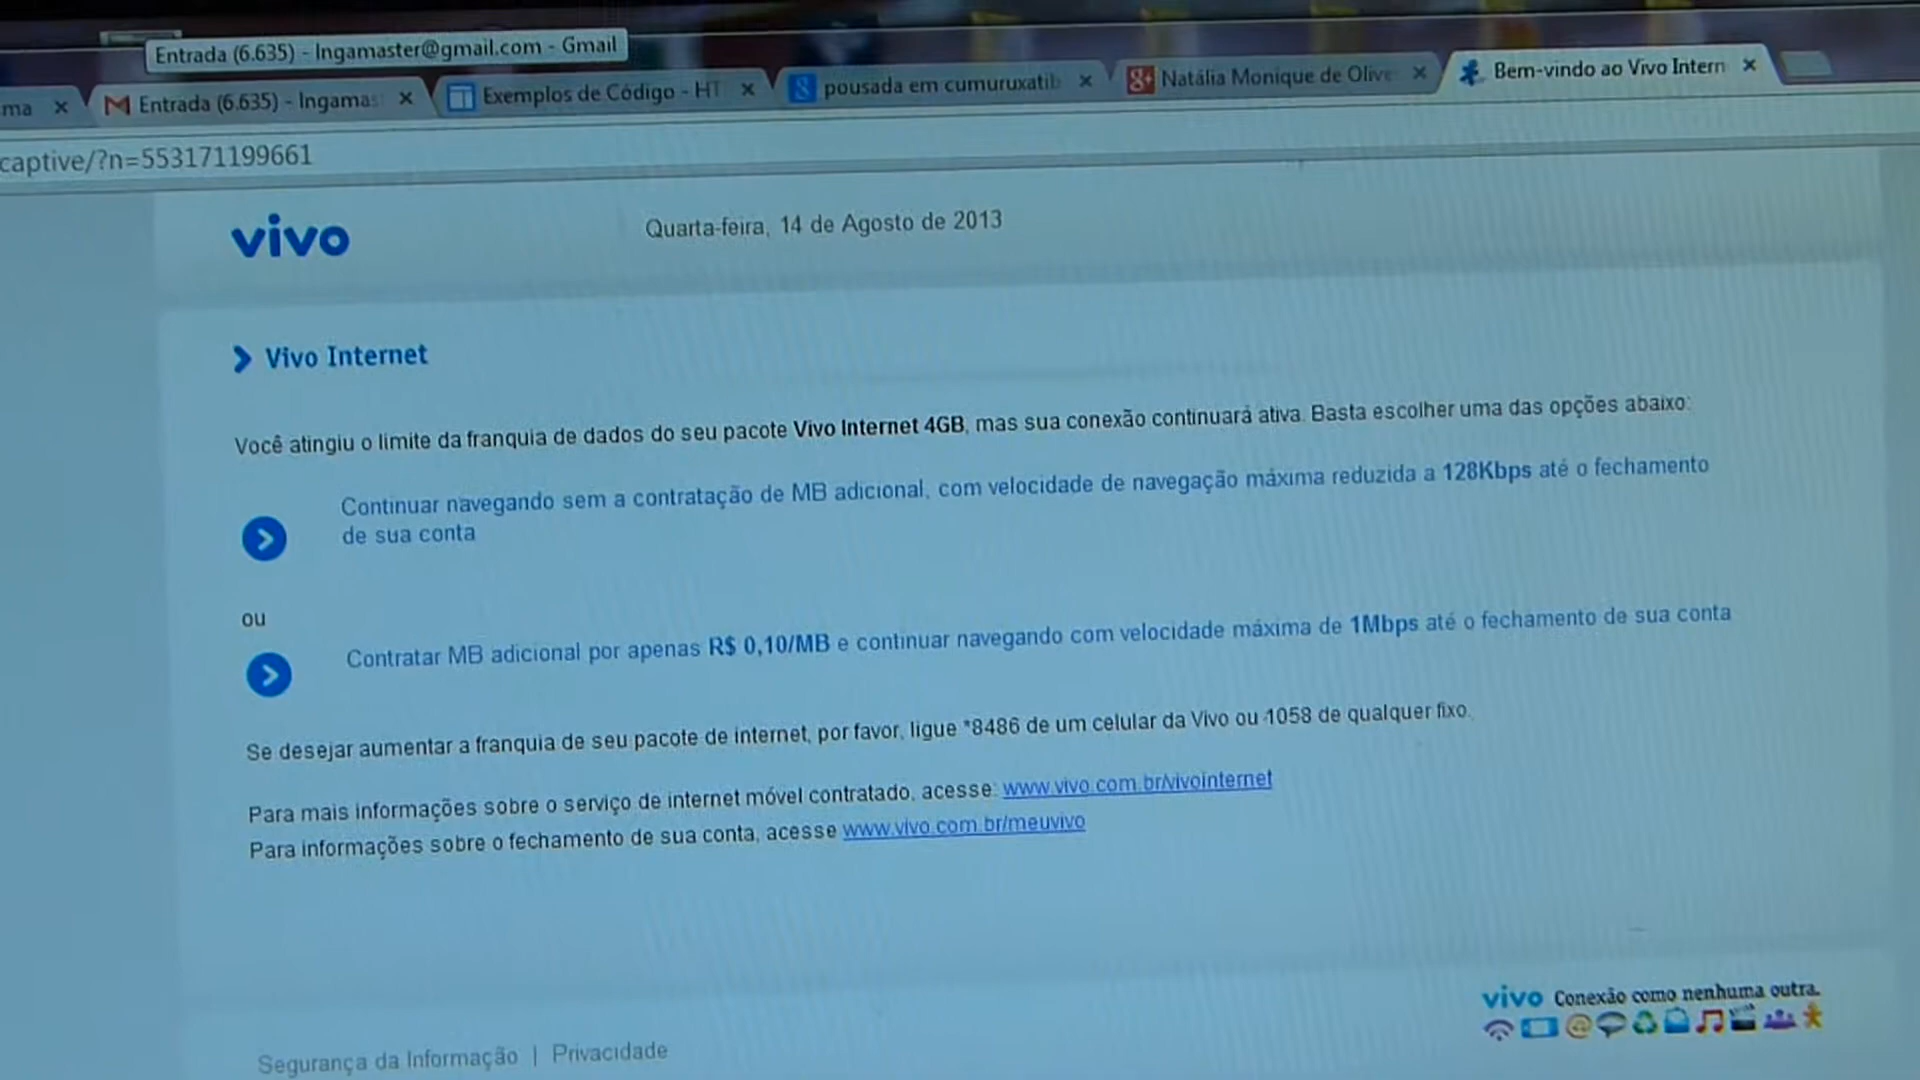 Entrada (6.635) - Ingamaster@gmail.com - Gmail
ma
Entrada (6.635) - Ingamas
Exemplos de Código - HT
pousada em cumuruxatib
Natália Monique de Olive
Bem-vindo ao Vivo Intern
captive/?n=553171199661
vivo
Quarta-feira, 14 de Agosto de 2013
Vivo Internet
Você atingiu o limite da franquia de dados do seu pacote Vivo Internet 4GB, mas sua conexão continuará ativa. Basta escolher uma das opções abaixo:
Continuar navegando sem a contratação de MB adicional, com velocidade de navegação máxima reduzida a 128Kbps até o fechamento
de sua conta
ou
Contratar MB adicional por apenas R$ 0,10/MB e continuar navegando com velocidade máxima de 1Mbps até o fechamento de sua conta
Se desejar aumentar a franquia de seu pacote de internet, por favor, ligue *8486 de um celular da Vivo ou 1058 de qualquer fixo.
Para mais informações sobre o serviço de internet móvel contratado, acesse: www.vivo.com.br/vivointernet
Para informações sobre o fechamento de sua conta, acesse www.vivo.com.br/meuvivo
vivo Conexão como nenhuma outra.
Segurança da Informação | Privacidade